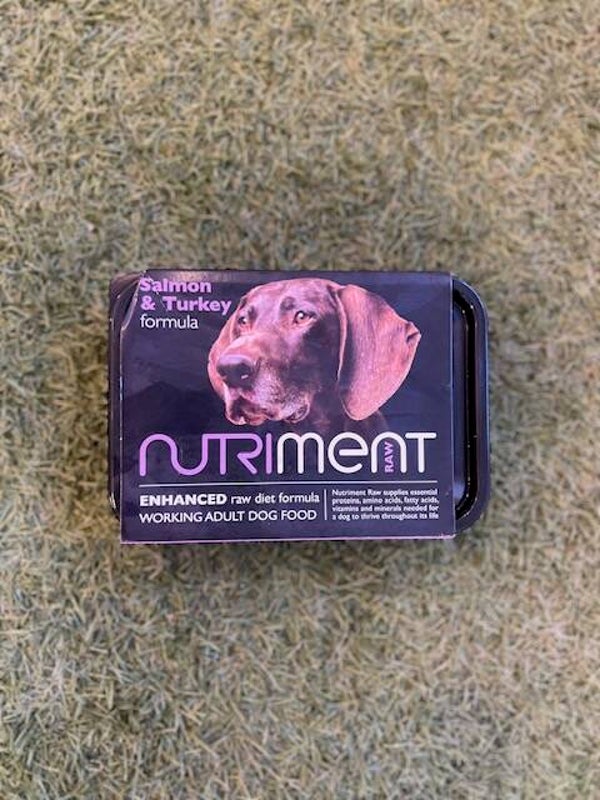 Salmon
& Turkey
formula
nutriment RAW
ENHANCED raw diet formula
WORKING ADULT DOG FOOD
Nutriment Raw supplies essential
proteins, amino acids, fatty acids,
vitamins and minerals needed for
a dog to thrive throughout its life